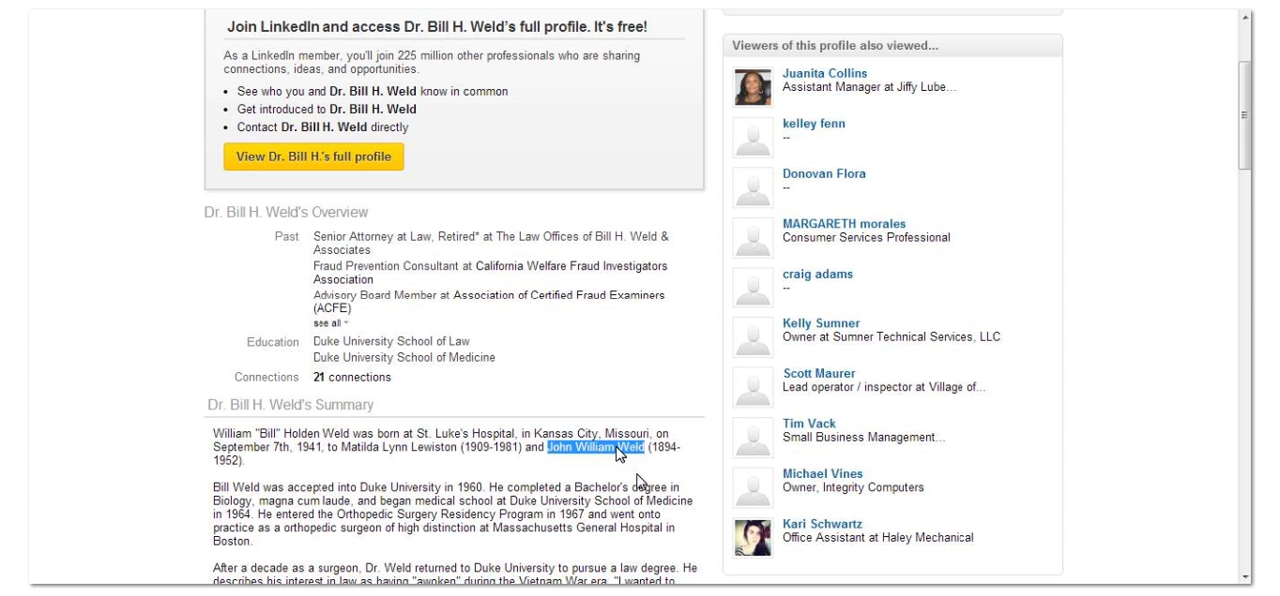 Join LinkedIn and access Dr. Bill H. Weld's full profile. It's free!
As a LinkedIn member, you'll join 225 million other professionals who are sharing
connections, ideas, and opportunities.
• See who you and Dr. Bill H. Weld know in common
• Get introduced to Dr. Bill H. Weld
• Contact Dr. Bill H. Weld directly
View Dr. Bill H.'s full profile
Dr. Bill H. Weld's Overview
Past Senior Attorney at Law, Retired* at The Law Offices of Bill H. Weld &
Associates
Fraud Prevention Consultant at California Welfare Fraud Investigators
Association
Advisory Board Member at Association of Certified Fraud Examiners
(ACFE)
see all
Education Duke University School of Law
Duke University School of Medicine
Connections 21 connections
Dr. Bill H. Weld's Summary
William "Bill" Holden Weld was born at St. Luke's Hospital, in Kansas City, Missouri, on
September 7th, 1941, to Matilda Lynn Lewiston (1909-1981) and John William Weld (1894-
1952).
Bill Weld was accepted into Duke University in 1960. He completed a Bachelor's degree in
Biology, magna cum laude, and began medical school at Duke University School of Medicine
in 1964. He entered the Orthopedic Surgery Residency Program in 1967 and went onto
practice as a orthopedic surgeon of high distinction at Massachusetts General Hospital in
Boston.
After a decade as a surgeon, Dr. Weld returned to Duke University to pursue a law degree. He
describes his interest in law as having "awoken" during the Vietnam War era. "I wanted to
Viewers of this profile also viewed...
Juanita Collins
Assistant Manager at Jiffy Lube...
kelley fenn
--
Donovan Flora
--
MARGARETH morales
Consumer Services Professional
craig adams
--
Kelly Sumner
Owner at Sumner Technical Services, LLC
Scott Maurer
Lead operator / inspector at Village of...
Tim Vack
Small Business Management...
Michael Vines
Owner, Integrity Computers
Kari Schwartz
Office Assistant at Haley Mechanical